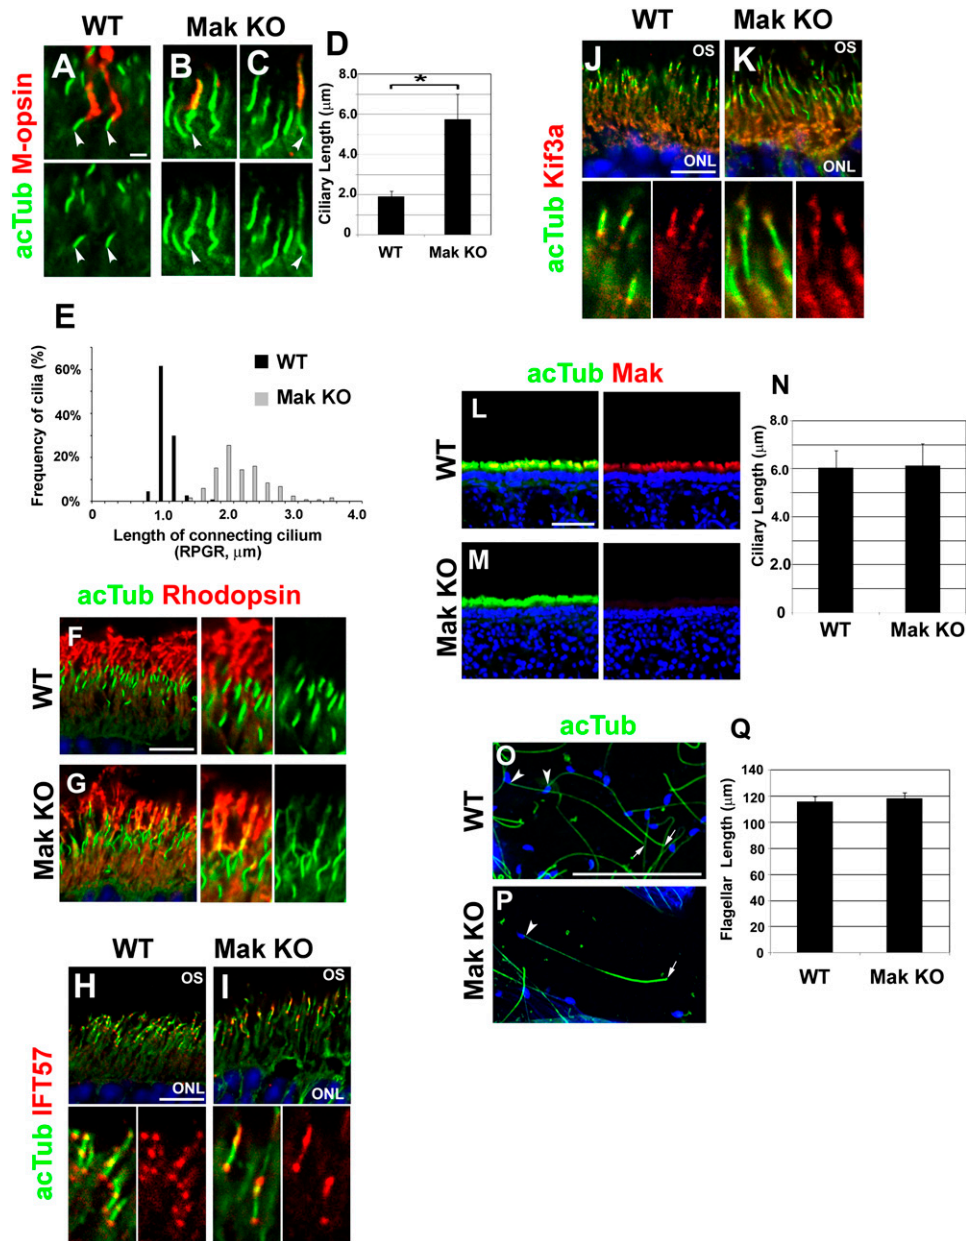 WT
Mak KO
A
B
C
acTub M-opsin
D
8.0
6.0
4.0
2.0
0
Ciliary Length (μm)
*
WT
Mak KO
E
Frequency of cilia (%)
60%
40%
20%
0%
WT
Mak KO
0
1.0
2.0
3.0
4.0
Length of connecting cilium
(RPGR, μm)
acTub Rhodopsin
WT
F
Mak KO
G
WT
Mak KO
acTub IFT57
H
OS
ONL
I
OS
ONL
WT
Mak KO
acTub Kif3a
J
OS
ONL
K
OS
ONL
acTub Mak
WT
L
Mak KO
M
N
8.0
6.0
4.0
2.0
0
Ciliary Length (μm)
WT
Mak KO
acTub
WT
O
Mak KO
P
Q
Flagellar Length (μm)
140
120
100
80
60
40
20
0
WT
Mak KO